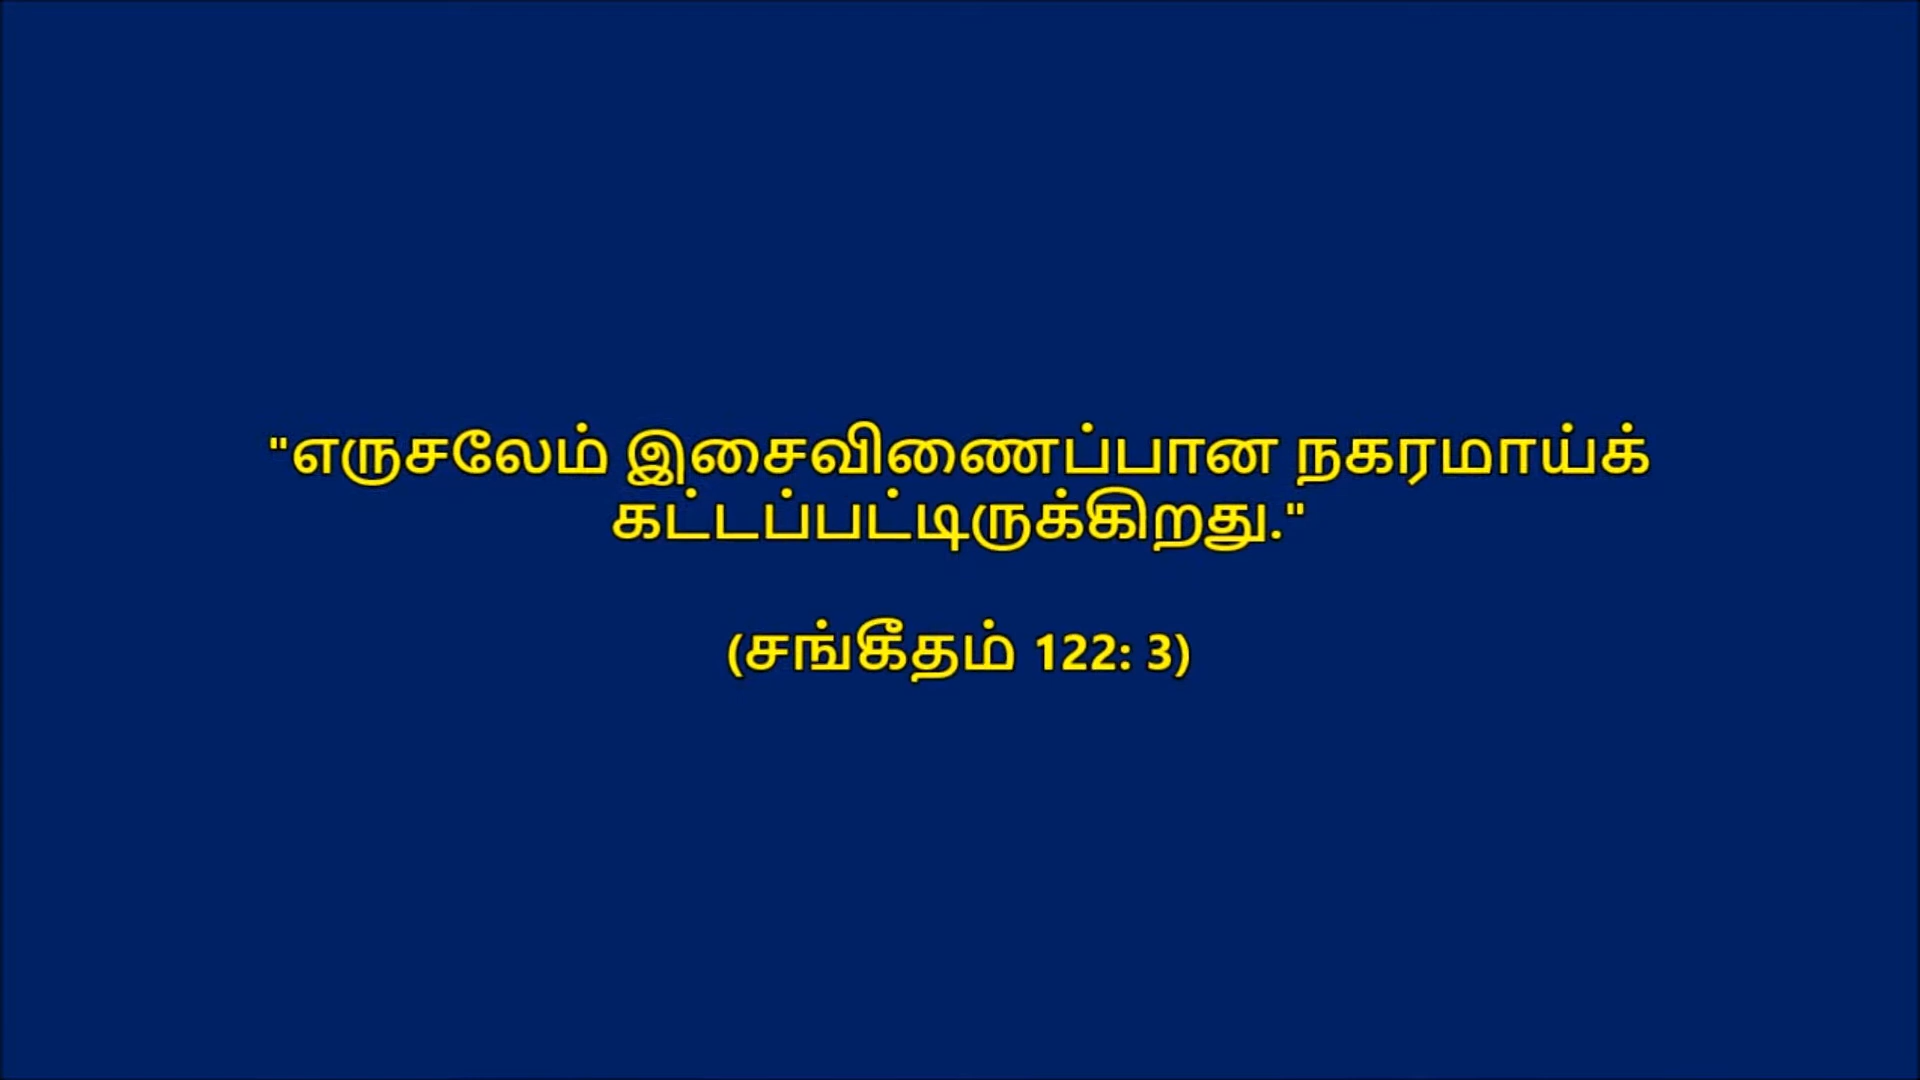 "எருசலேம் இசைவிணைப்பான நகரமாய்க்
கட்டப்பட்டிருக்கிறது."
(சங்கீதம் 122: 3)